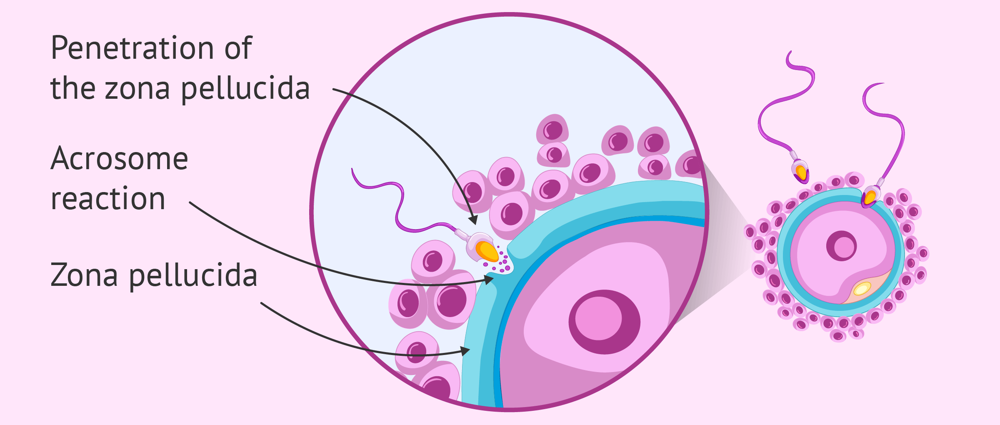 Penetration of
the zona pellucida
Acrosome
reaction
Zona pellucida